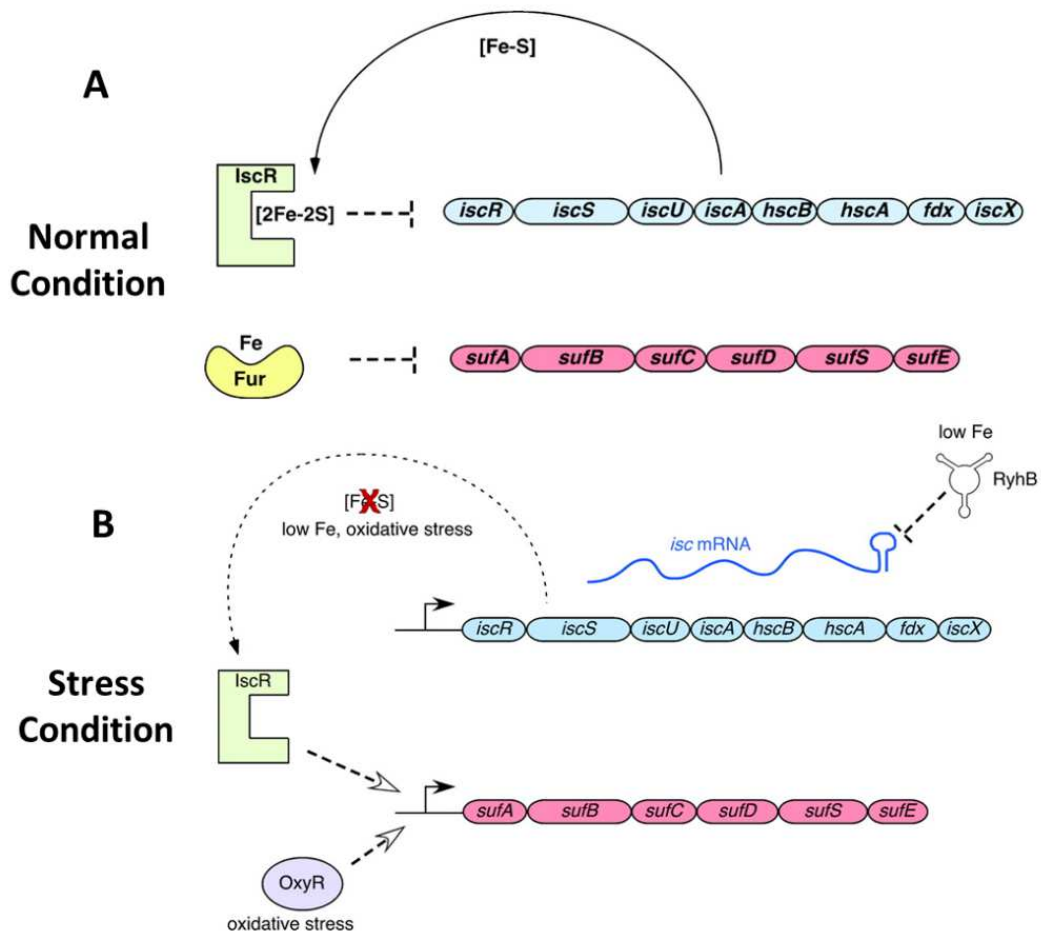 A
[Fe-S]
IscR
[2Fe-2S]
iscR iscS iscU iscA hscB hscA fdx iscX
Normal
Condition
Fe
Fur
sufA sufB sufC sufD sufS sufE
low Fe
RyhB
B
[Fe-S]
low Fe, oxidative stress
isc mRNA
iscR iscS iscU iscA hscB hscA fdx iscX
Stress
Condition
IscR
sufA sufB sufC sufD sufS sufE
OxyR
oxidative stress